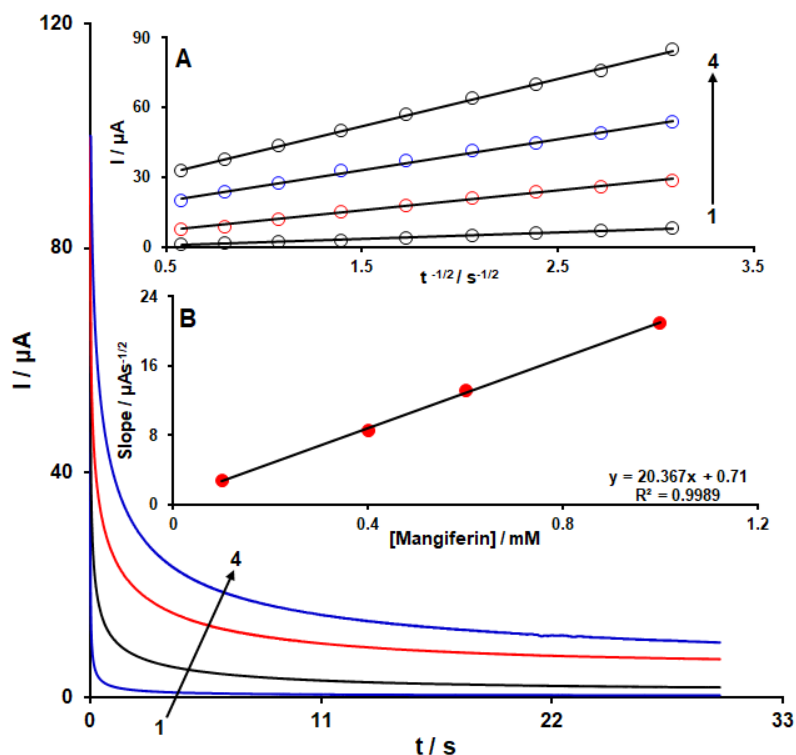 120
80
40
0
I / µA
0 11 22 33
t / s
1
4
A
90
60
30
0
I / µA
0.5 1.5 2.5 3.5
t -1/2 / s-1/2
4
1
B
24
16
8
0
Slope / µAs-1/2
0 0.4 0.8 1.2
[Mangiferin] / mM
y = 20.367x + 0.71
R² = 0.9989